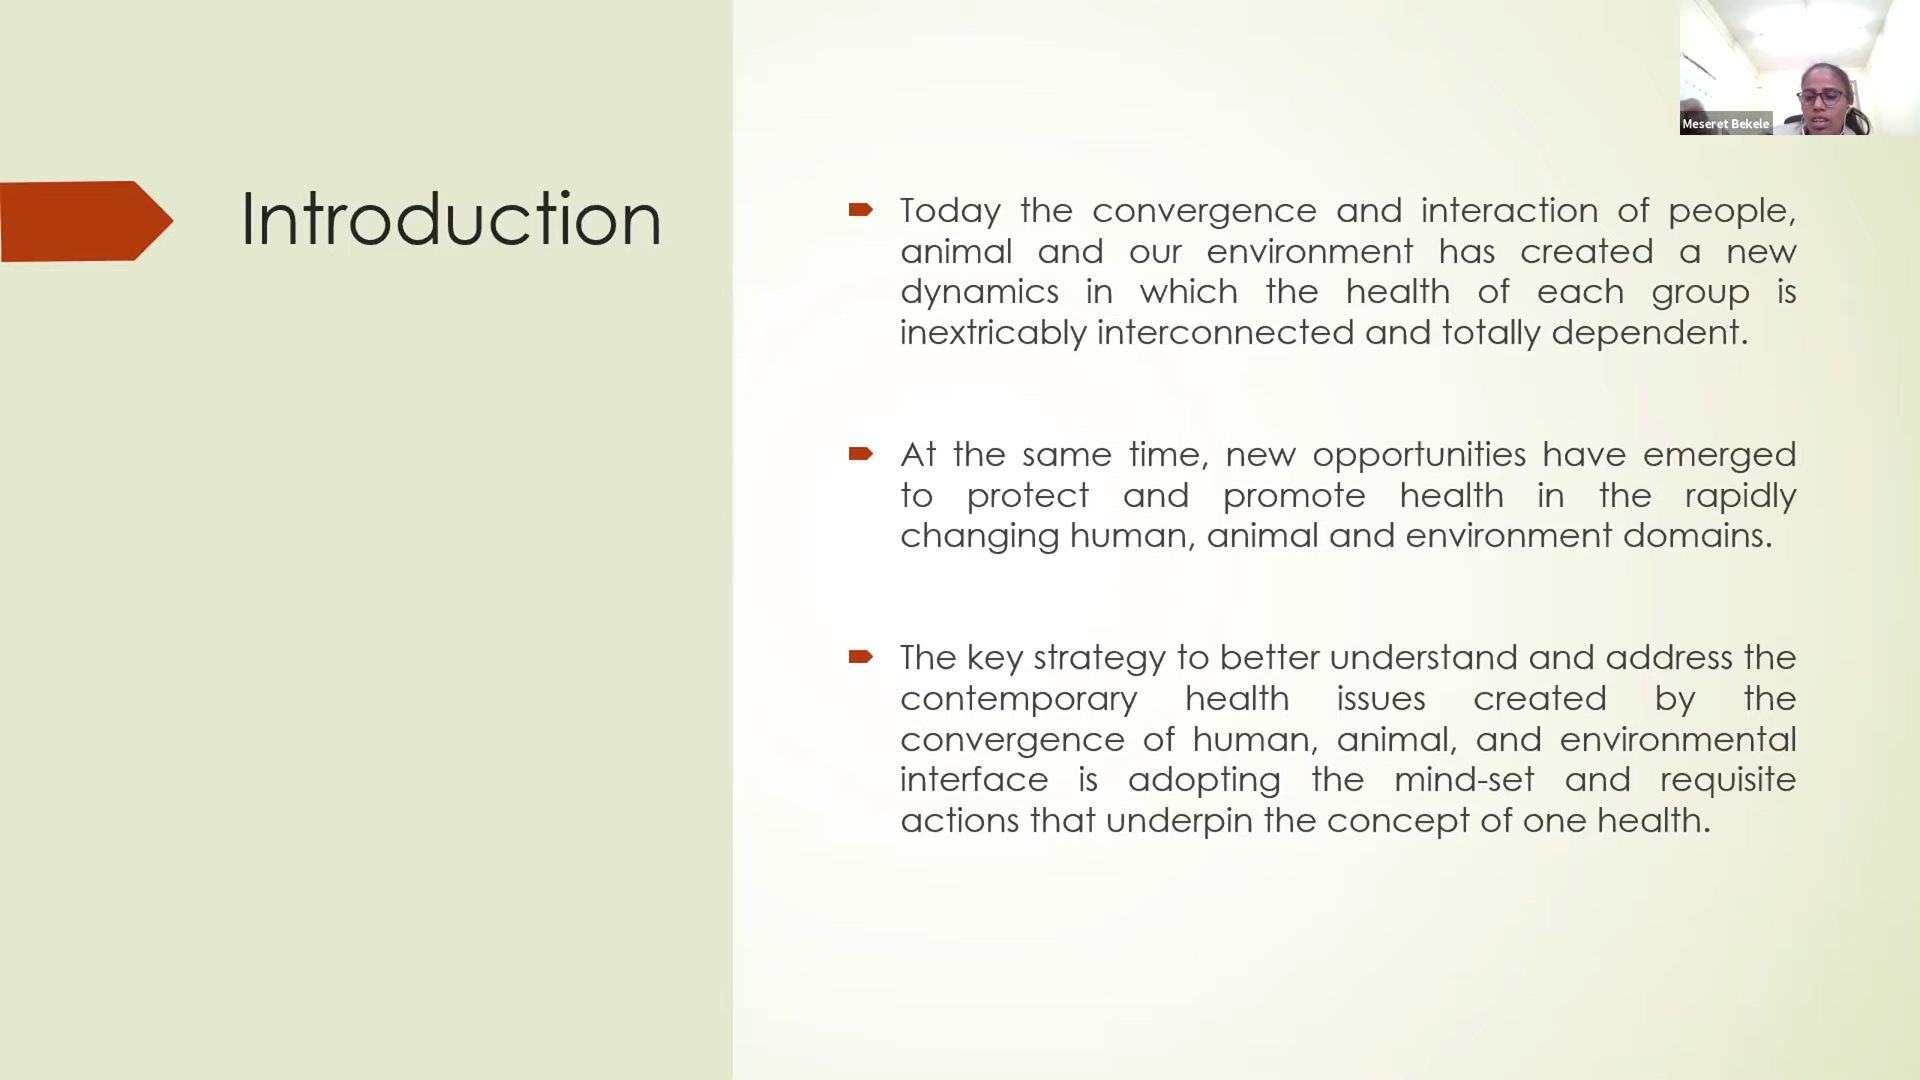 Meseret Bekele
Introduction
Today the convergence and interaction of people,
animal and our environment has created a new
dynamics in which the health of each group is
inextricably interconnected and totally dependent.
At the same time, new opportunities have emerged
to protect and promote health in the rapidly
changing human, animal and environment domains.
The key strategy to better understand and address the
contemporary health issues created by the
convergence of human, animal, and environmental
interface is adopting the mind-set and requisite
actions that underpin the concept of one health.